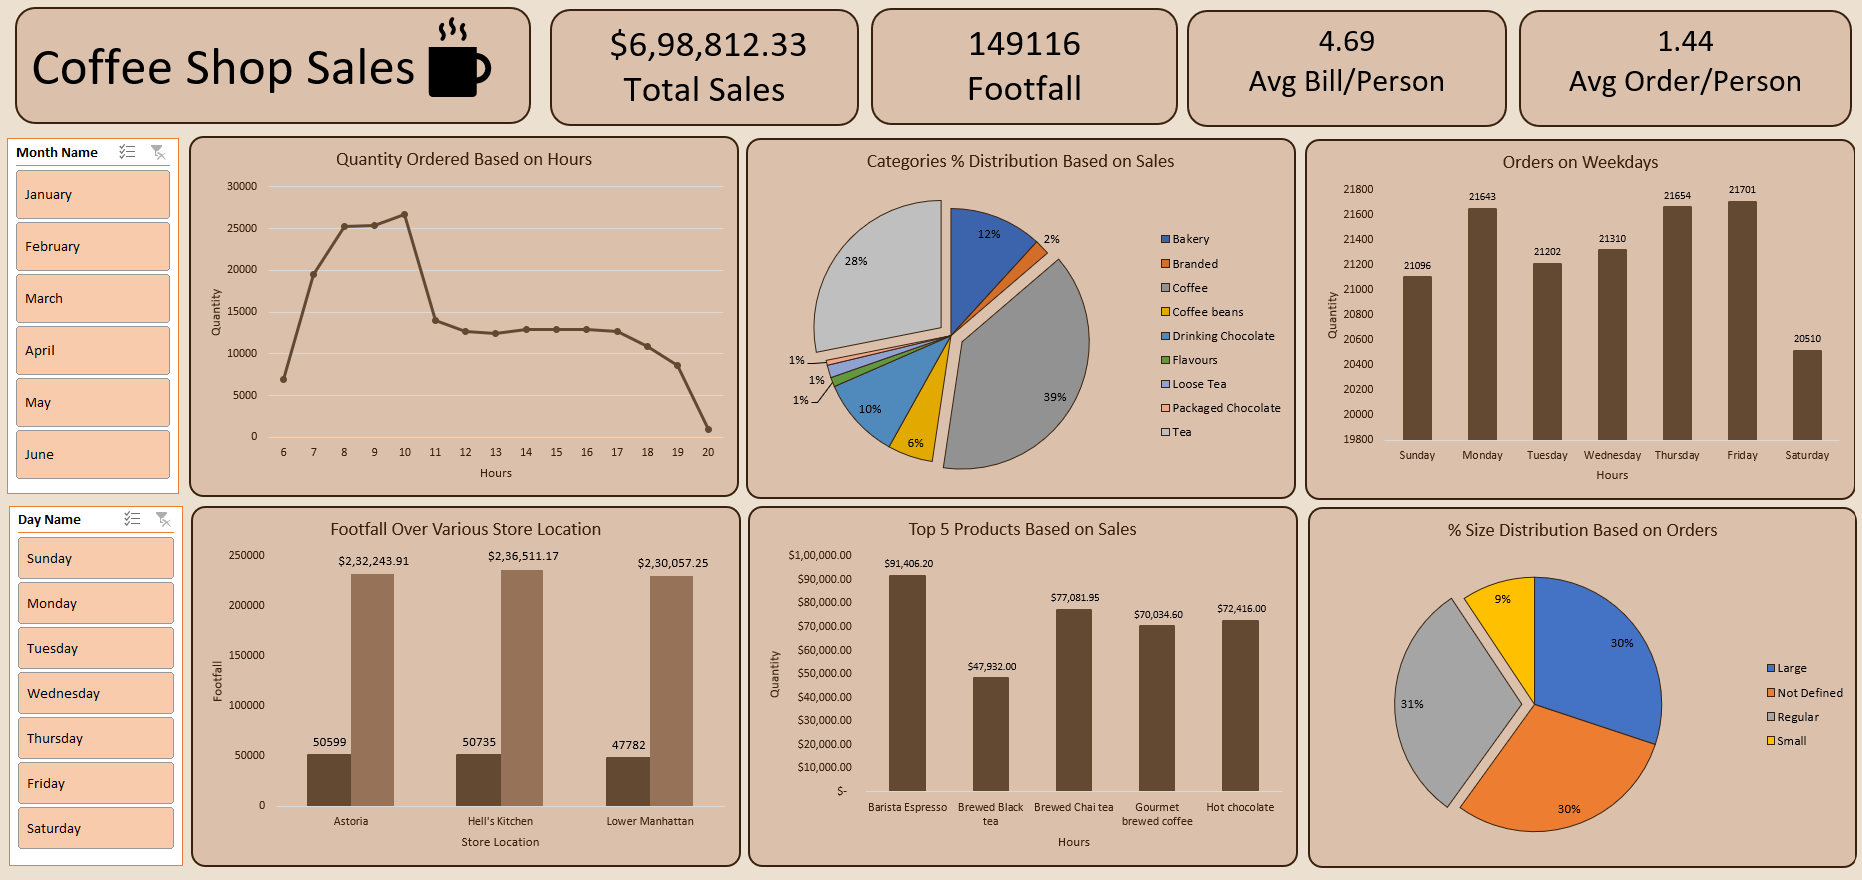 Coffee Shop Sales
$6,98,812.33
Total Sales
149116
Footfall
4.69
Avg Bill/Person
1.44
Avg Order/Person
Month Name
January
February
March
April
May
June
Quantity Ordered Based on Hours
30000
25000
20000
15000
10000
5000
0
Quantity
6 7 8 9 10 11 12 13 14 15 16 17 18 19 20
Hours
Categories % Distribution Based on Sales
12%
2%
28%
39%
1%
1%
1%
10%
6%
Bakery
Branded
Coffee
Coffee beans
Drinking Chocolate
Flavours
Loose Tea
Packaged Chocolate
Tea
Orders on Weekdays
21800
21600
21400
21200
21000
20800
20600
20400
20200
20000
19800
Quantity
21096 21643 21202 21310 21654 21701 20510
Sunday Monday Tuesday Wednesday Thursday Friday Saturday
Hours
Day Name
Sunday
Monday
Tuesday
Wednesday
Thursday
Friday
Saturday
Footfall Over Various Store Location
250000
200000
150000
100000
50000
0
Footfall
$2,32,243.91 $2,36,511.17 $2,30,057.25
50599 50735 47782
Astoria Hell's Kitchen Lower Manhattan
Store Location
Top 5 Products Based on Sales
$1,00,000.00
$90,000.00
$80,000.00
$70,000.00
$60,000.00
$50,000.00
$40,000.00
$30,000.00
$20,000.00
$10,000.00
$-
Quantity
$91,406.20 $47,932.00 $77,081.95 $70,034.60 $72,416.00
Barista Espresso Brewed Black tea Brewed Chai tea Gourmet brewed coffee Hot chocolate
Hours
% Size Distribution Based on Orders
9%
30%
31%
30%
Large
Not Defined
Regular
Small